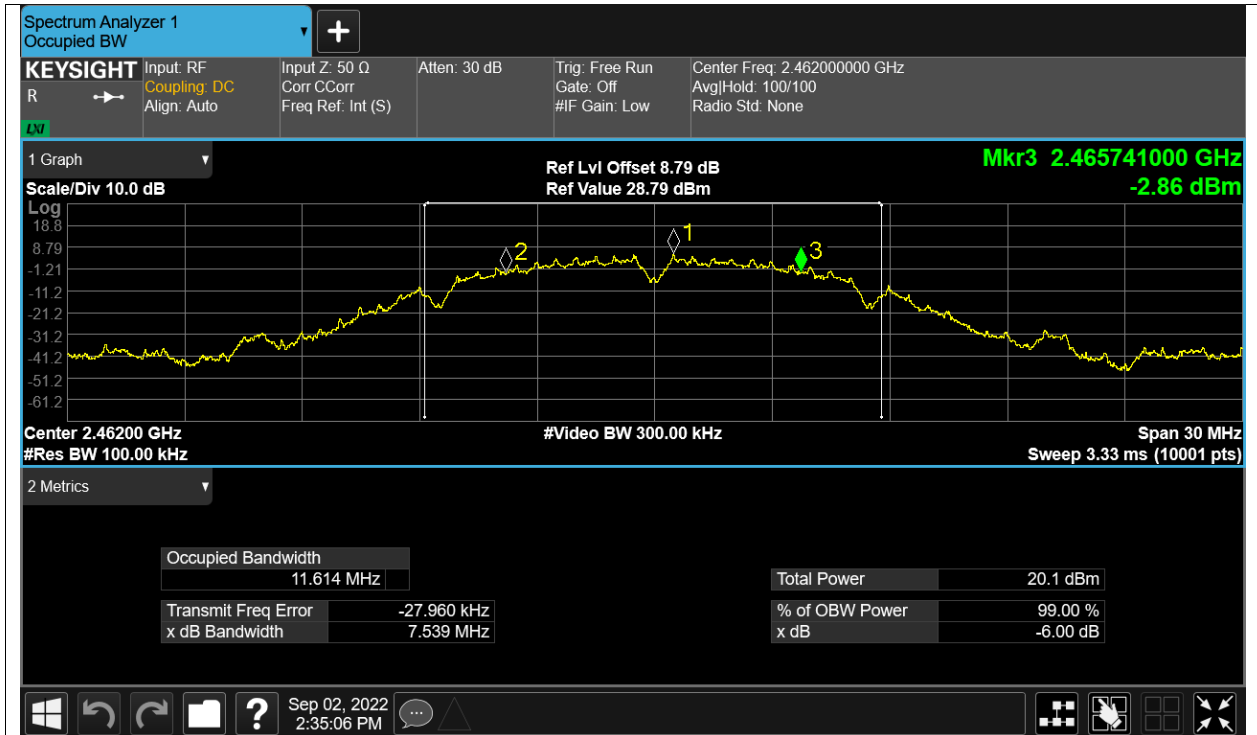 Spectrum Analyzer 1
Occupied BW
KEYSIGHT
R
LXI
Input: RF
Coupling: DC
Align: Auto
Input Z: 50 Ω
Corr CCorr
Freq Ref: Int (S)
Atten: 30 dB
Trig: Free Run
Gate: Off
#IF Gain: Low
Center Freq: 2.462000000 GHz
Avg|Hold: 100/100
Radio Std: None
1 Graph
Scale/Div 10.0 dB
Ref Lvl Offset 8.79 dB
Ref Value 28.79 dBm
Mkr3 2.465741000 GHz
-2.86 dBm
Log
18.8
8.79
-1.21
-11.2
-21.2
-31.2
-41.2
-51.2
-61.2
2
1
3
Center 2.46200 GHz
#Res BW 100.00 kHz
#Video BW 300.00 kHz
Span 30 MHz
Sweep 3.33 ms (10001 pts)
2 Metrics
Occupied Bandwidth
11.614 MHz
Transmit Freq Error -27.960 kHz
x dB Bandwidth 7.539 MHz
Total Power 20.1 dBm
% of OBW Power 99.00 %
x dB -6.00 dB
?
Sep 02, 2022
2:35:06 PM